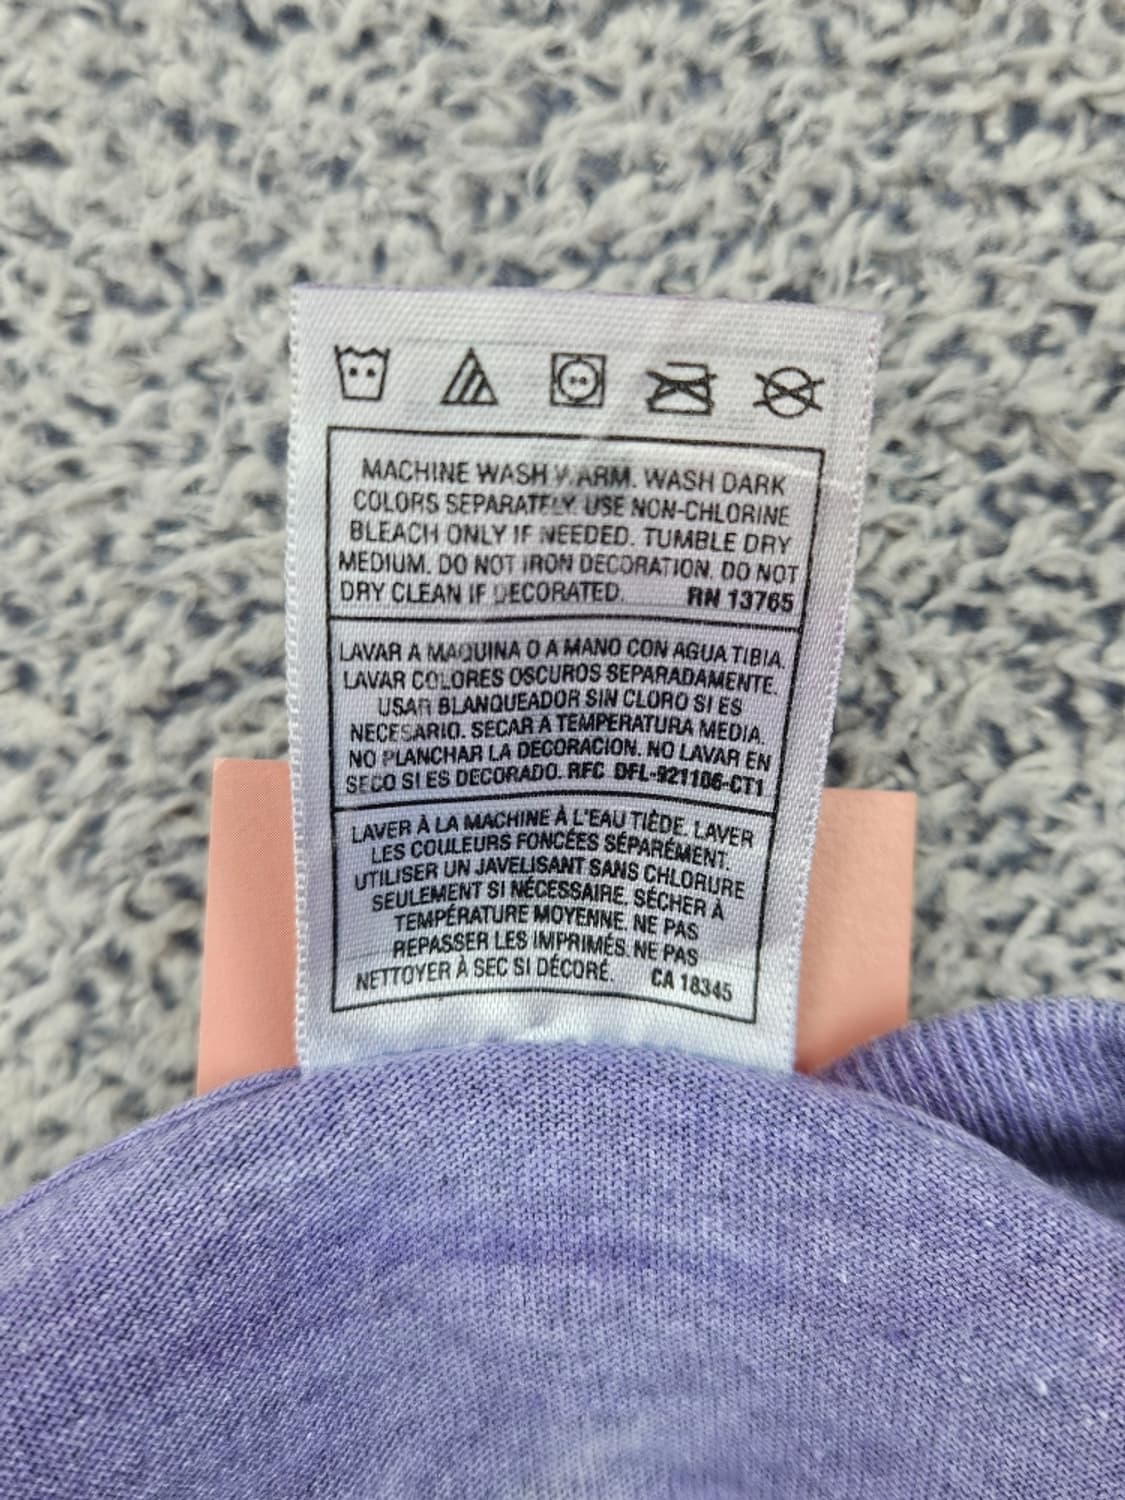 MACHINE WASH WARM. WASH DARK
COLORS SEPARATELY. USE NON-CHLORINE
BLEACH ONLY IF NEEDED. TUMBLE DRY
MEDIUM. DO NOT IRON DECORATION. DO NOT
DRY CLEAN IF DECORATED. RN 13765
LAVAR A MAQUINA O A MANO CON AGUA TIBIA.
LAVAR COLORES OSCUROS SEPARADAMENTE.
USAR BLANQUEADOR SIN CLORO SI ES
NECESARIO. SECAR A TEMPERATURA MEDIA.
NO PLANCHAR LA DECORACION. NO LAVAR EN
SECO SI ES DECORADO. RFC DFL-921106-CT1
LAVER À LA MACHINE À L'EAU TIÈDE. LAVER
LES COULEURS FONCÉES SÉPARÉMENT.
UTILISER UN JAVELISANT SANS CHLORURE
SEULEMENT SI NÉCESSAIRE. SÉCHER À
TEMPÉRATURE MOYENNE. NE PAS
REPASSER LES IMPRIMÉS. NE PAS
NETTOYER À SEC SI DÉCORÉ. CA 18345